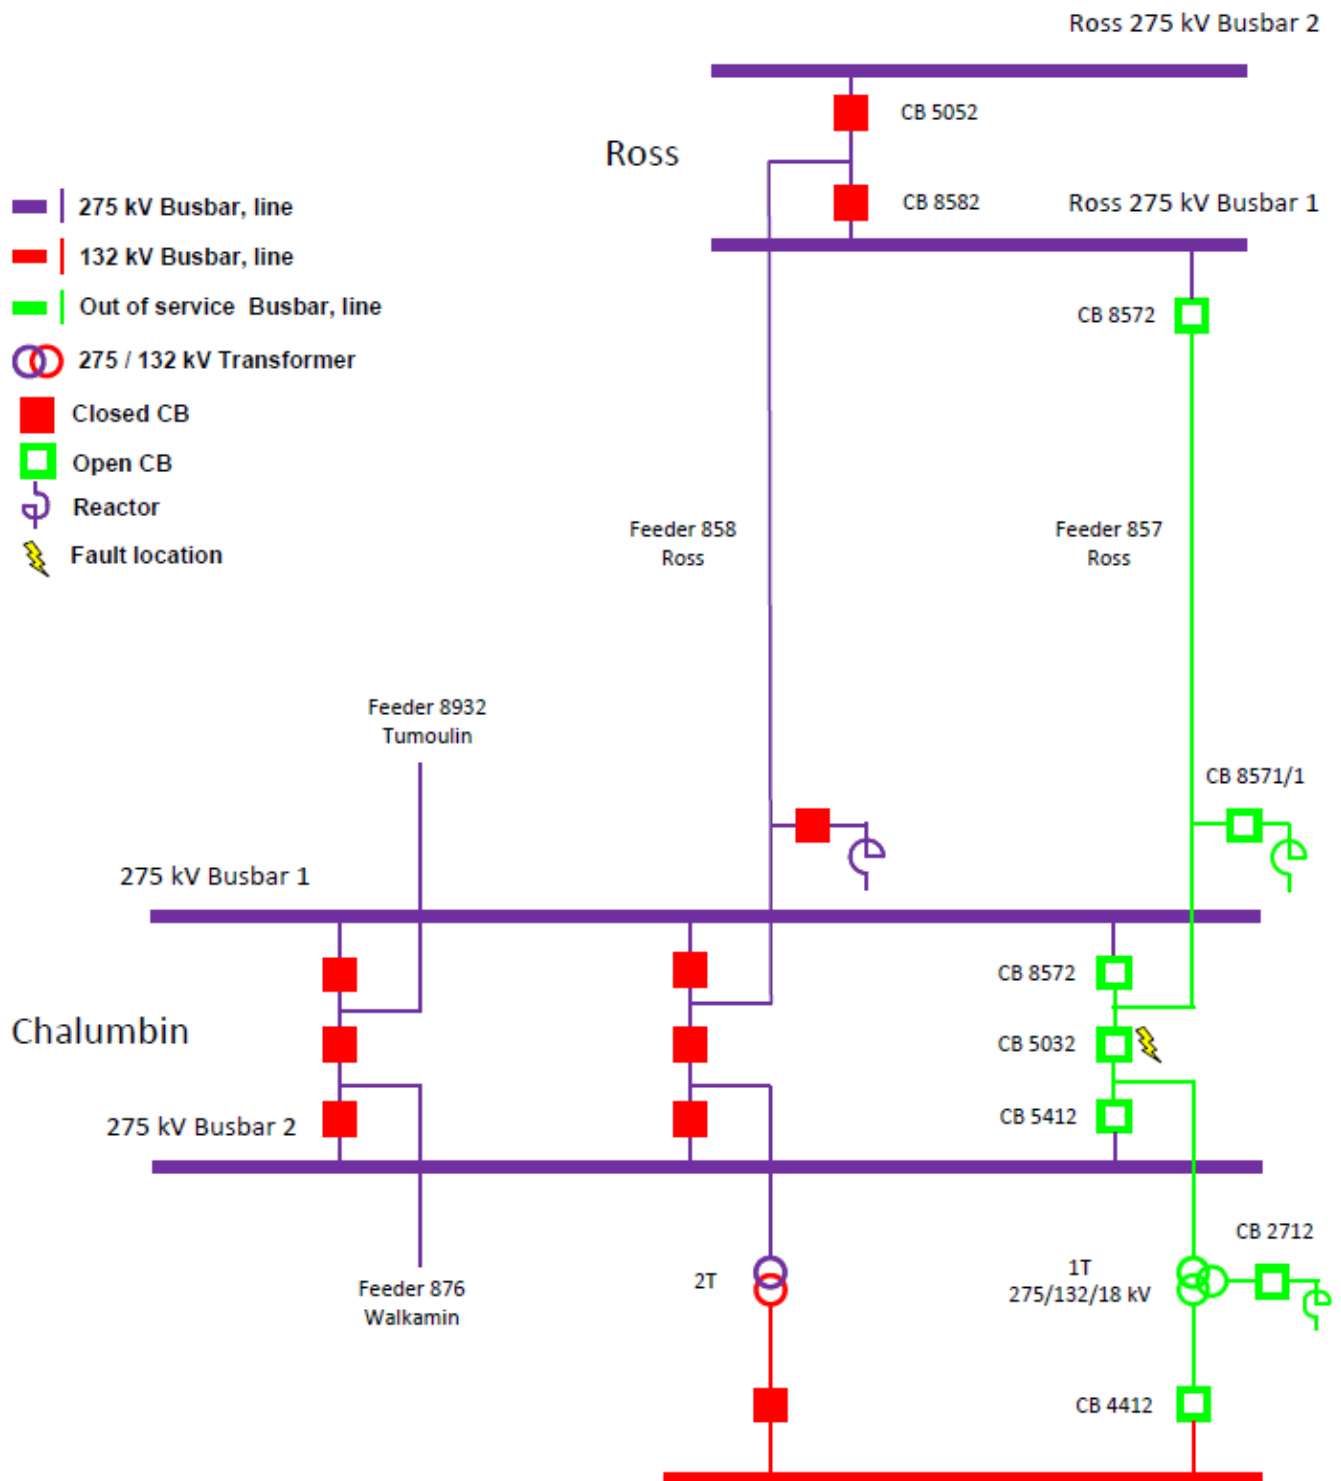 Ross 275 kV Busbar 2
CB 5052
Ross
CB 8582
Ross 275 kV Busbar 1
275 kV Busbar, line
132 kV Busbar, line
Out of service Busbar, line
275 / 132 kV Transformer
Closed CB
Open CB
Reactor
Fault location
CB 8572
Feeder 858
Ross
Feeder 857
Ross
Feeder 8932
Tumoulin
CB 8571/1
275 kV Busbar 1
CB 8572
Chalumbin
CB 5032
CB 5412
275 kV Busbar 2
Feeder 876
Walkamin
2T
1T
275/132/18 kV
CB 2712
CB 4412